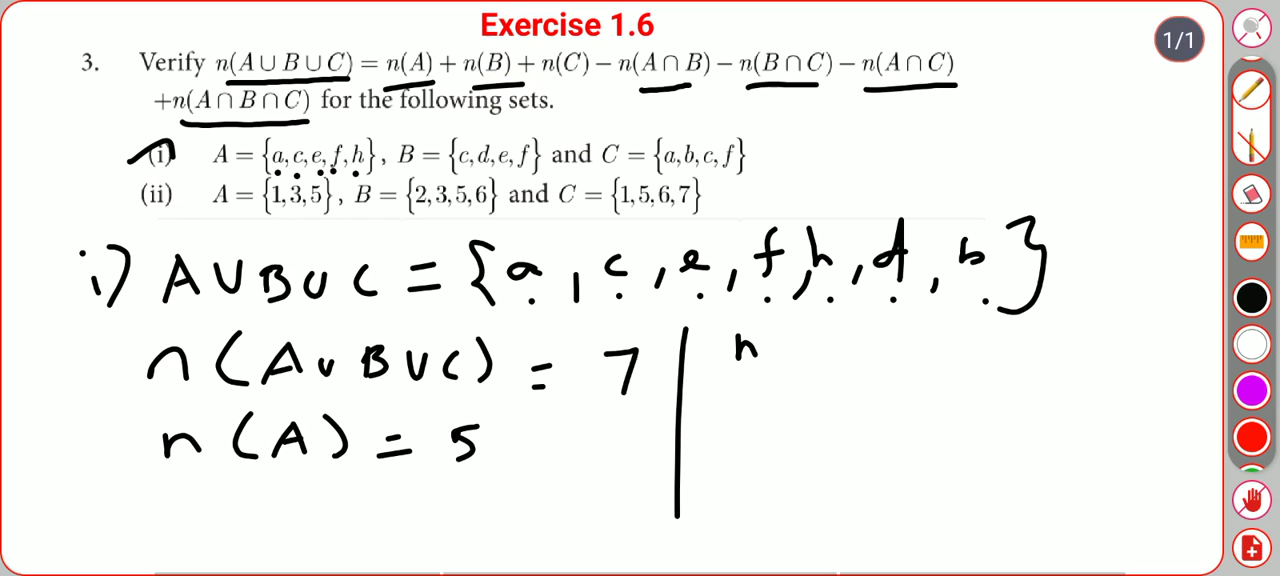 Exercise 1.6
1/1
3. Verify n(A∪B∪C) = n(A) + n(B) + n(C) − n(A∩B) − n(B∩C) − n(A∩C)
+n(A∩B∩C) for the following sets.
(i) A = {a,c,e,f,h}, B = {c,d,e,f} and C = {a,b,c,f}
(ii) A = {1,3,5}, B = {2,3,5,6} and C = {1,5,6,7}
i) A∪B∪C = {a, c, e, f, h, d, b}
n(A∪B∪C) = 7 | n
n(A) = 5